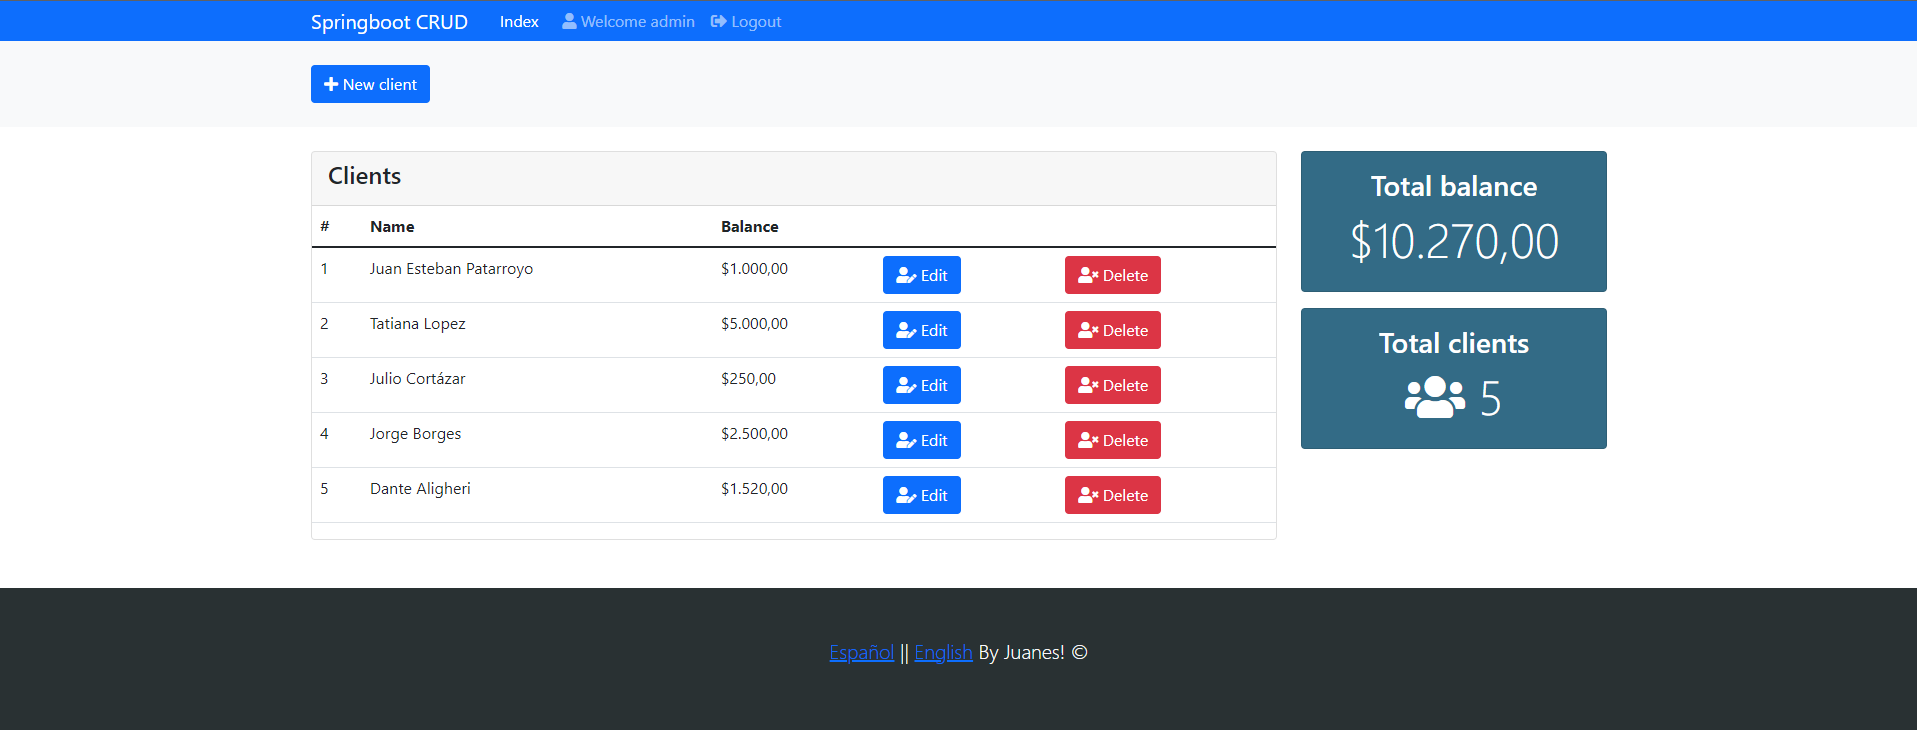 Springboot CRUD Index Welcome admin Logout
New client
Clients
# Name Balance
1 Juan Esteban Patarroyo $1.000,00 Edit Delete
2 Tatiana Lopez $5.000,00 Edit Delete
3 Julio Cortázar $250,00 Edit Delete
4 Jorge Borges $2.500,00 Edit Delete
5 Dante Aligheri $1.520,00 Edit Delete
Total balance
$10.270,00
Total clients
5
Español || English By Juanes! ©